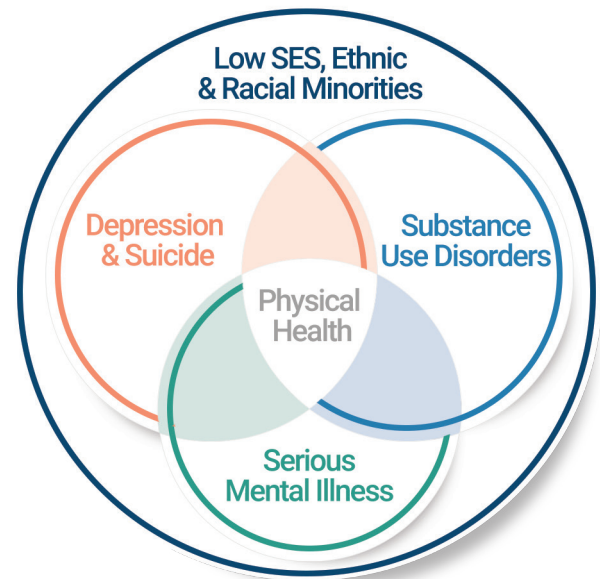 Low SES, Ethnic
& Racial Minorities
Depression
& Suicide
Substance
Use Disorders
Physical
Health
Serious
Mental Illness